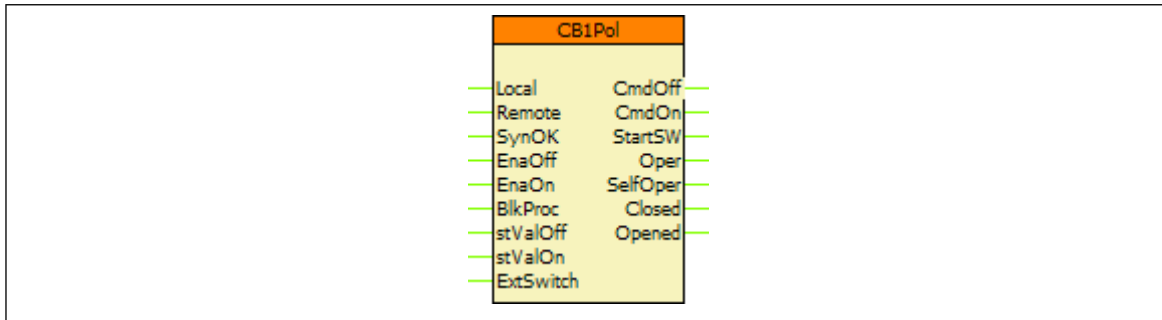 CB1Pol
Local CmdOff
Remote CmdOn
SynOK StartSW
EnaOff Oper
EnaOn SelfOper
BlkProc Closed
stValOff Opened
stValOn
ExtSwitch